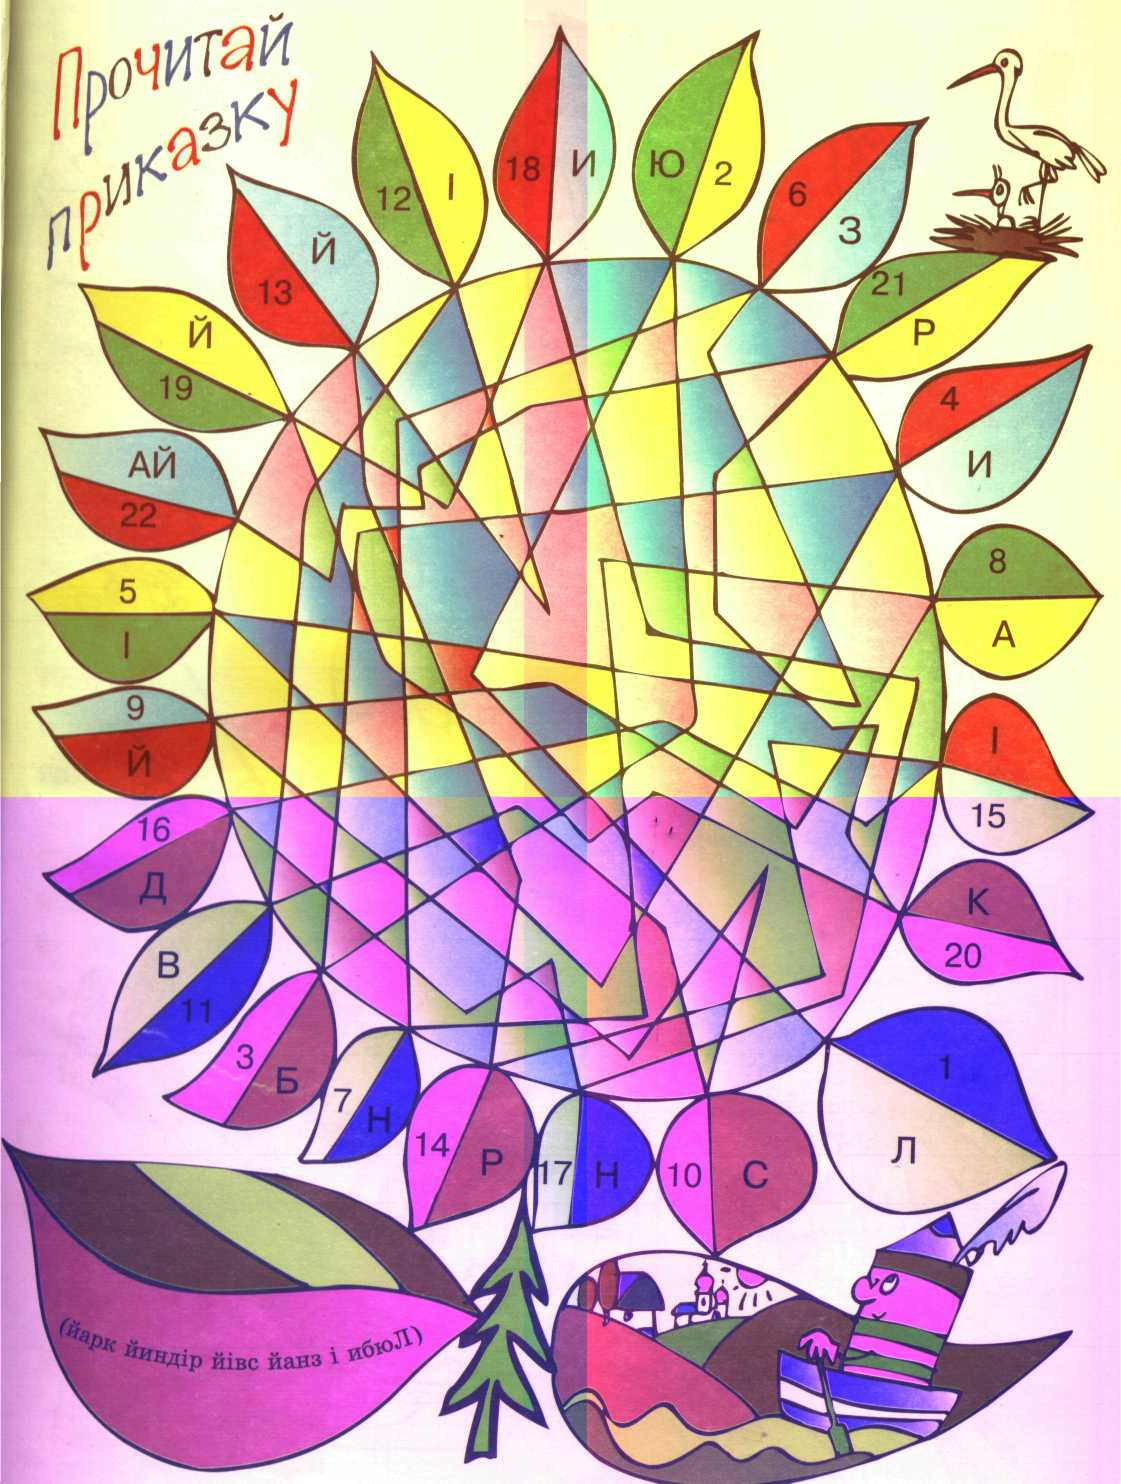 Прочитай
приказку
12 І
18 И
Ю 2
6 З
Й
13
21
Р
Й
19
4
И
АЙ
22
8
А
5
І
9
Й
І
15
16
Д
К
20
В
11
3
Б
7
Н
1
Л
14 Р
17 Н
10 С
(йарк йиндір йівс йанз і ибюЛ)